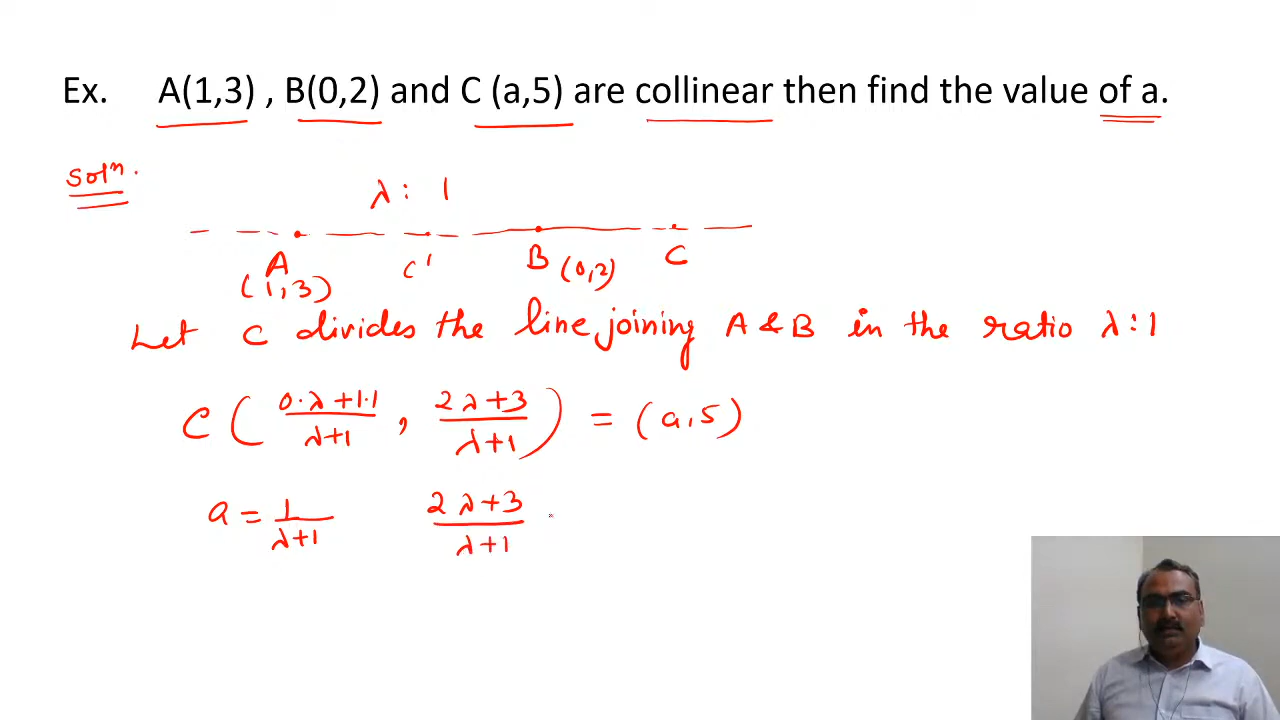 Ex. A(1,3) , B(0,2) and C (a,5) are collinear then find the value of a.
Solⁿ.
λ : 1
A C' B (0,2) C
(1,3)
Let C divides the line joining A & B in the ratio λ:1
C ( (0·λ+1·1)/(λ+1) , (2λ+3)/(λ+1) ) = (a,5)
a = 1/(λ+1) (2λ+3)/(λ+1)